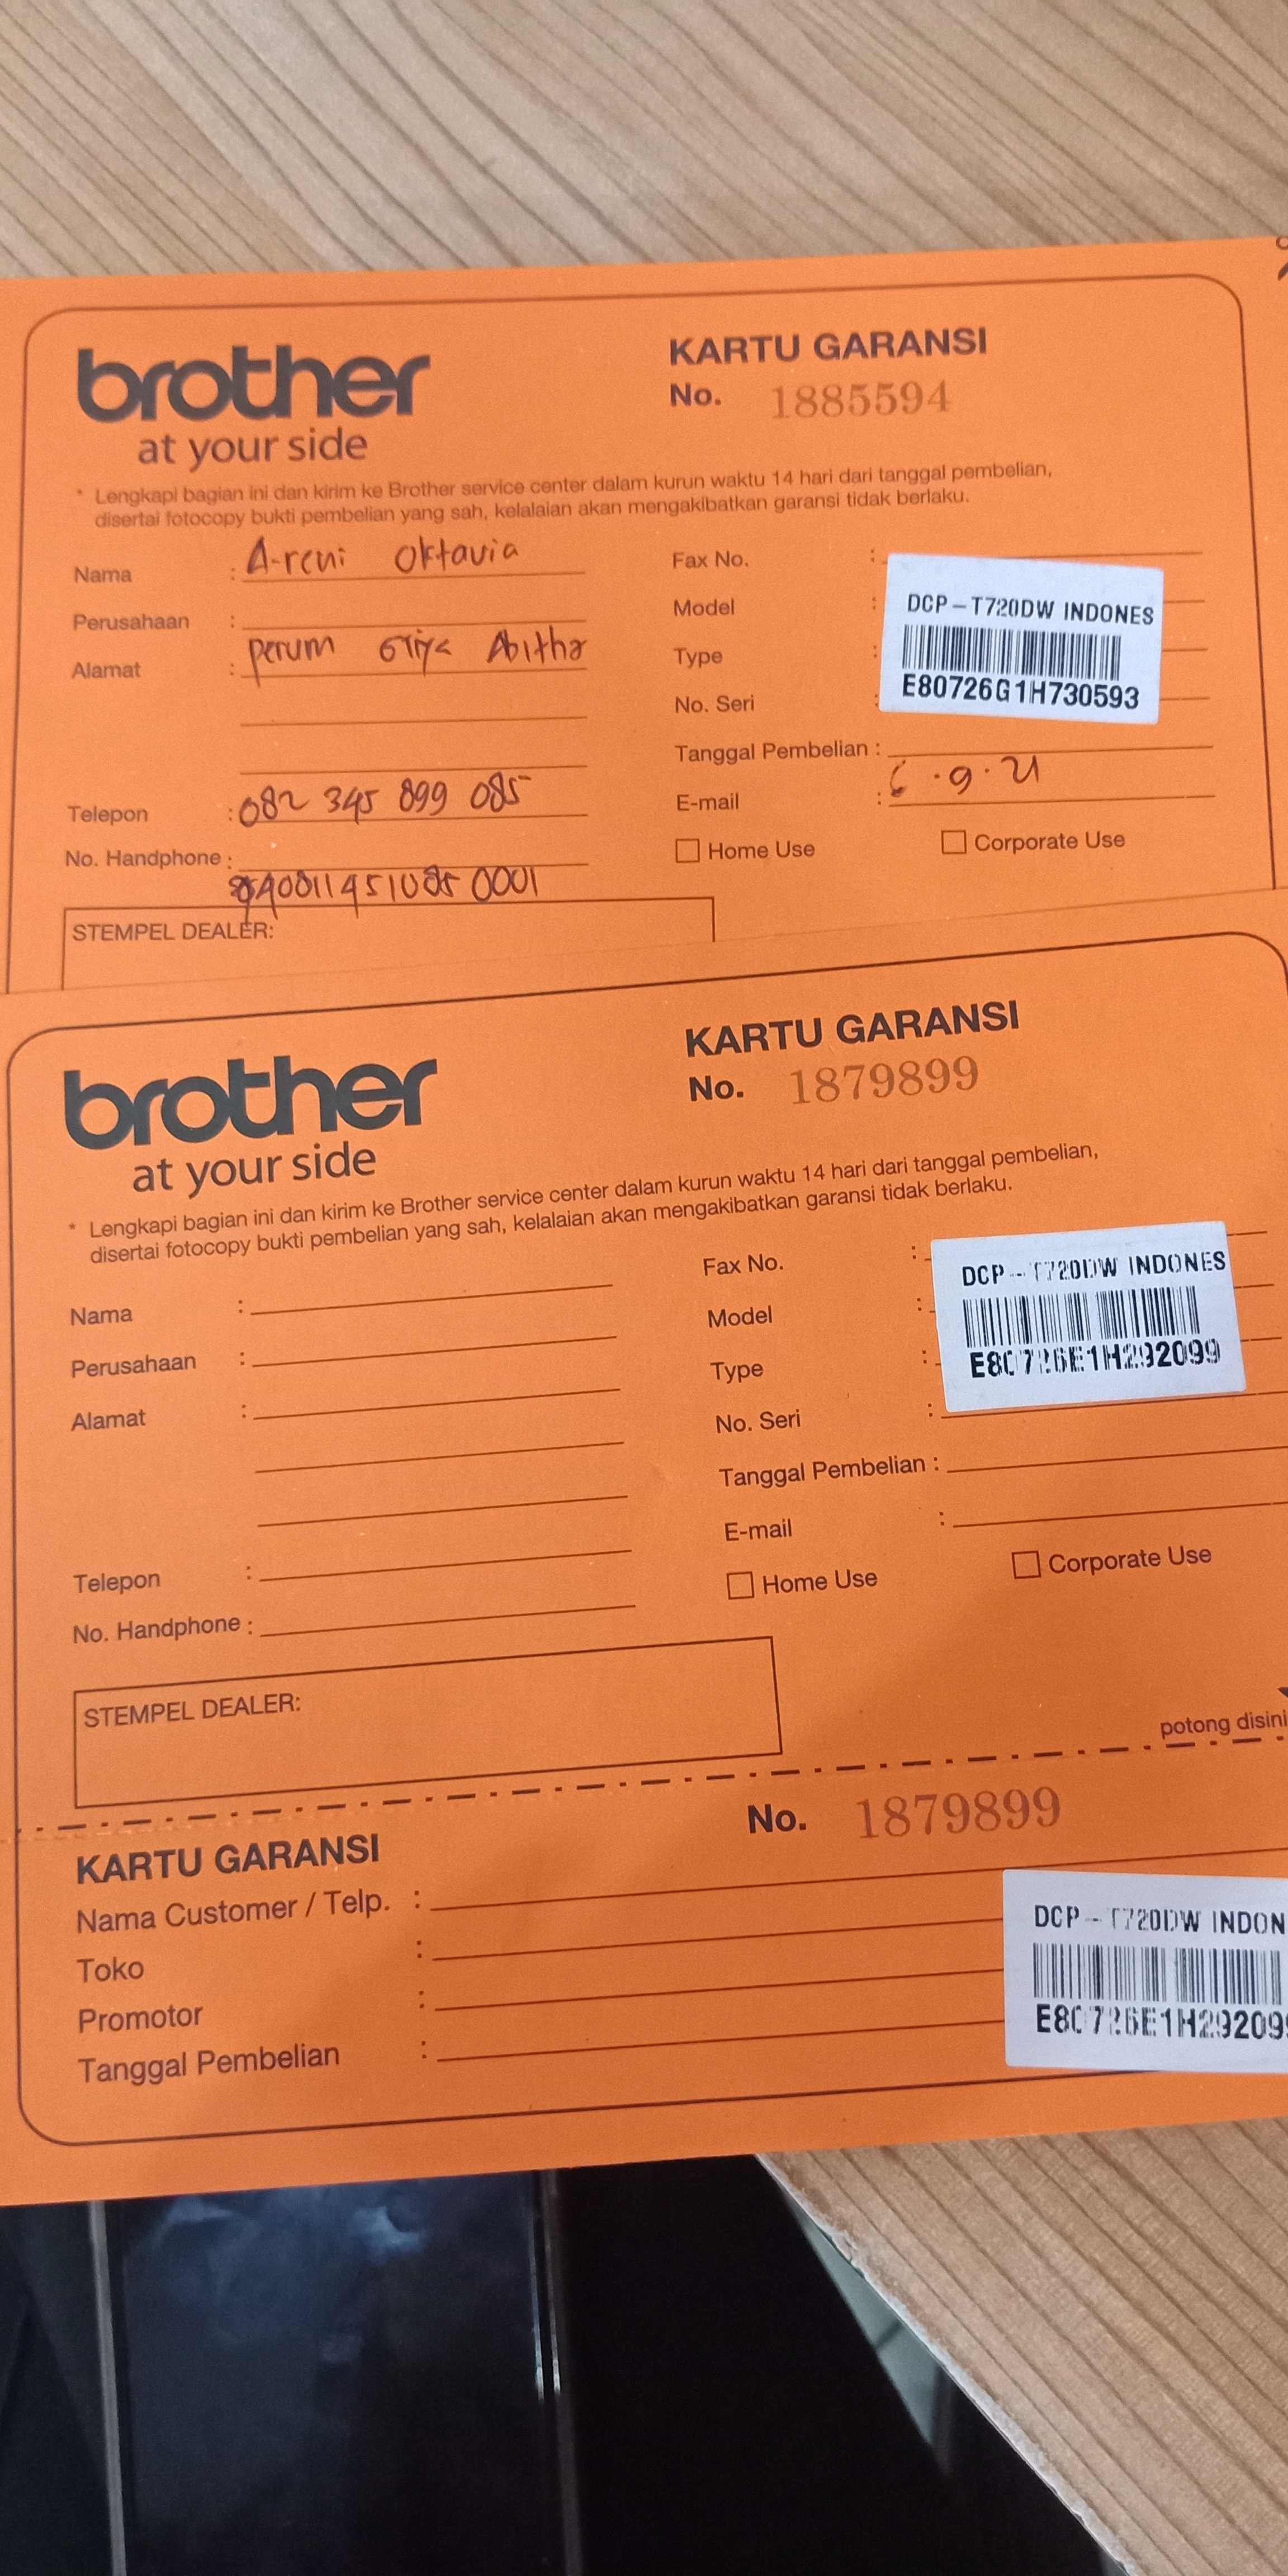 brother
at your side
KARTU GARANSI
No. 1885594
* Lengkapi bagian ini dan kirim ke Brother service center dalam kurun waktu 14 hari dari tanggal pembelian,
disertai fotocopy bukti pembelian yang sah, kelalaian akan mengakibatkan garansi tidak berlaku.
Nama : A-reni Oktavia
Perusahaan :
Alamat : perum Griya Abitha
Telepon : 082 345 899 085
No. Handphone :
Fax No. :
Model :
Type :
No. Seri :
DCP-T720DW INDONES
E80726G1H730593
Tanggal Pembelian :
6.9.21
E-mail :
Home Use
Corporate Use
STEMPEL DEALER:
brother
at your side
KARTU GARANSI
No. 1879899
* Lengkapi bagian ini dan kirim ke Brother service center dalam kurun waktu 14 hari dari tanggal pembelian,
disertai fotocopy bukti pembelian yang sah, kelalaian akan mengakibatkan garansi tidak berlaku.
Nama :
Perusahaan :
Alamat :
Telepon :
No. Handphone :
Fax No. :
Model :
Type :
No. Seri :
DCP-T720DW INDONES
E80726E1H292099
Tanggal Pembelian :
E-mail :
Home Use
Corporate Use
STEMPEL DEALER:
potong disini
KARTU GARANSI
No. 1879899
Nama Customer / Telp. :
Toko :
Promotor :
Tanggal Pembelian :
DCP-T720DW INDON
E80726E1H29209